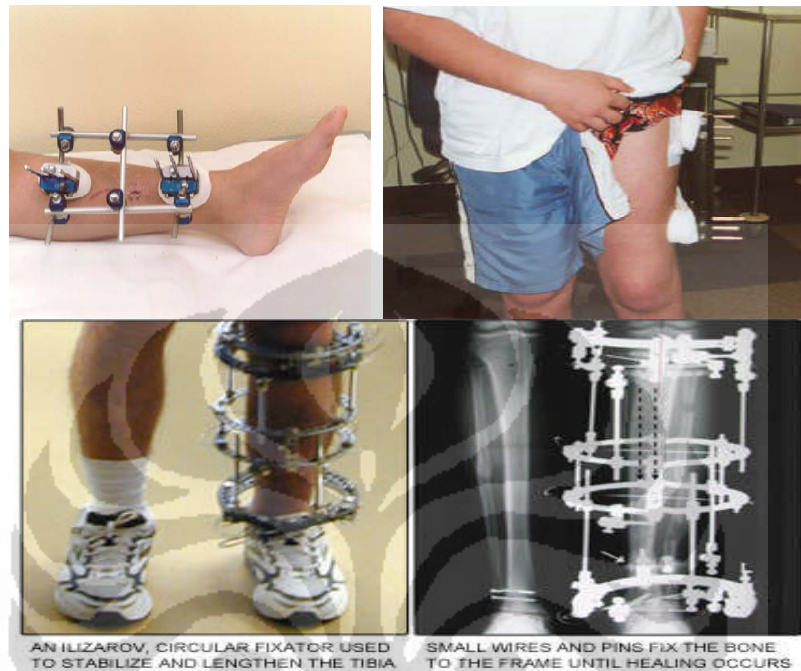 AN ILIZAROV, CIRCULAR FIXATOR USED
TO STABILIZE AND LENGTHEN THE TIBIA
SMALL WIRES AND PINS FIX THE BONE
TO THE FRAME UNTIL HEALING OCCURS